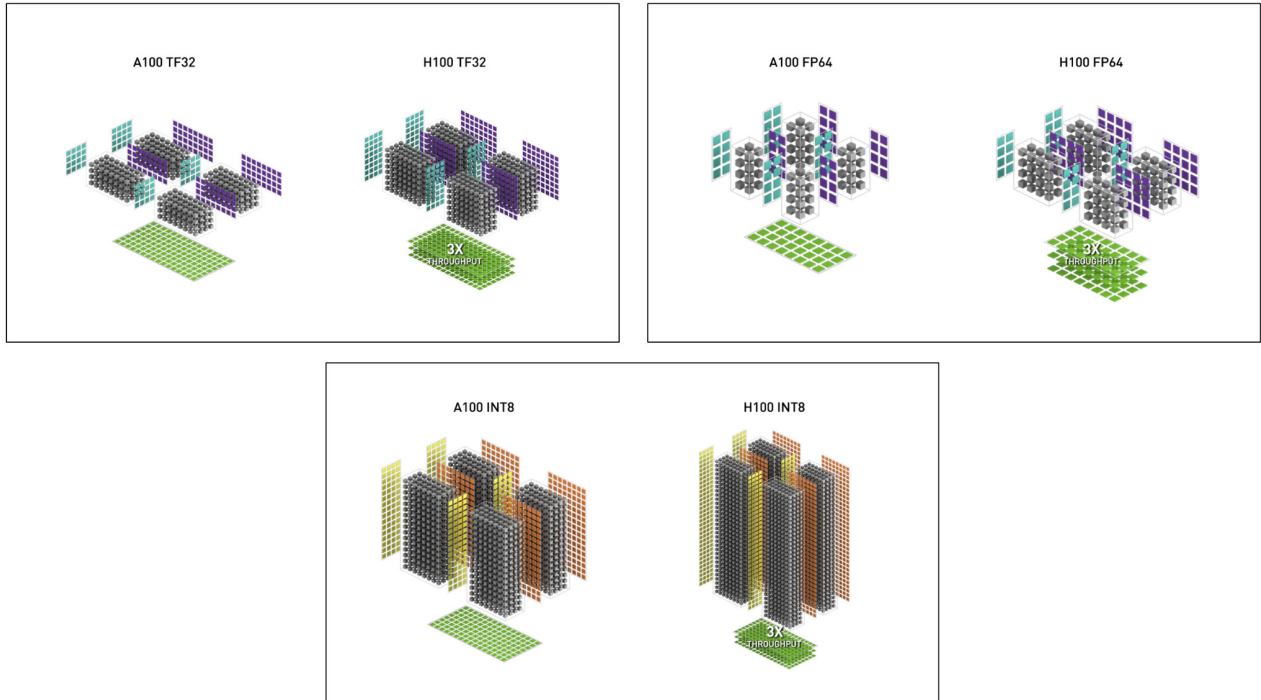 A100 TF32
H100 TF32
3X
THROUGHPUT
A100 FP64
H100 FP64
3X
THROUGHPUT
A100 INT8
H100 INT8
3X
THROUGHPUT